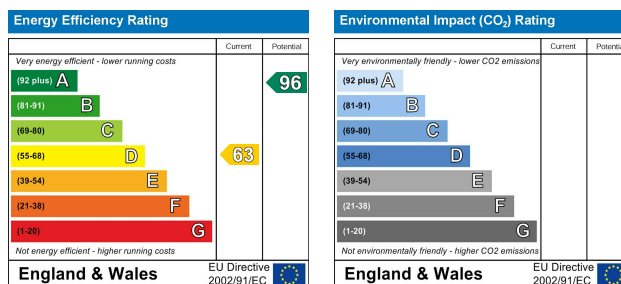 Energy Efficiency Rating
Current Potential
Very energy efficient - lower running costs
(92 plus) A
96
(81-91) B
(69-80) C
(55-68) D
63
(39-54) E
(21-38) F
(1-20) G
Not energy efficient - higher running costs
England & Wales
EU Directive
2002/91/EC
Environmental Impact (CO₂) Rating
Current Potentia
Very environmentally friendly - lower CO2 emissions
(92 plus) A
(81-91) B
(69-80) C
(55-68) D
(39-54) E
(21-38) F
(1-20) G
Not environmentally friendly - higher CO2 emissions
England & Wales
EU Directive
2002/91/EC